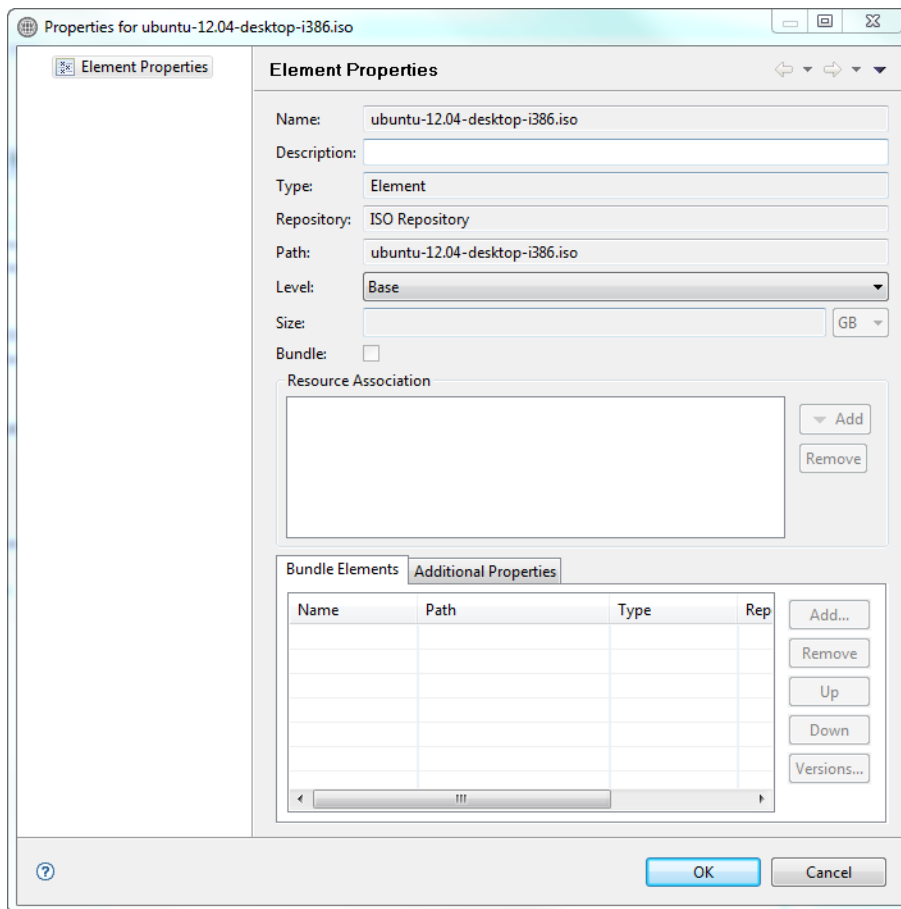 Properties for ubuntu-12.04-desktop-i386.iso
Element Properties
Element Properties
Name: ubuntu-12.04-desktop-i386.iso
Description:
Type: Element
Repository: ISO Repository
Path: ubuntu-12.04-desktop-i386.iso
Level: Base
Size: GB
Bundle:
Resource Association
Add
Remove
Bundle Elements Additional Properties
Name Path Type Rep
Add...
Remove
Up
Down
Versions...
OK Cancel